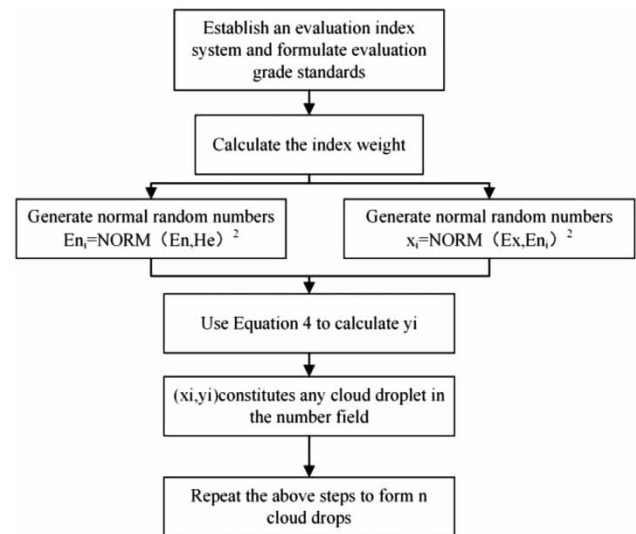 Establish an evaluation index
system and formulate evaluation
grade standards
Calculate the index weight
Generate normal random numbers
Enᵢ=NORM（En,He）²
Generate normal random numbers
xᵢ=NORM（Ex,Enᵢ）²
Use Equation 4 to calculate yi
(xi,yi)constitutes any cloud droplet in
the number field
Repeat the above steps to form n
cloud drops